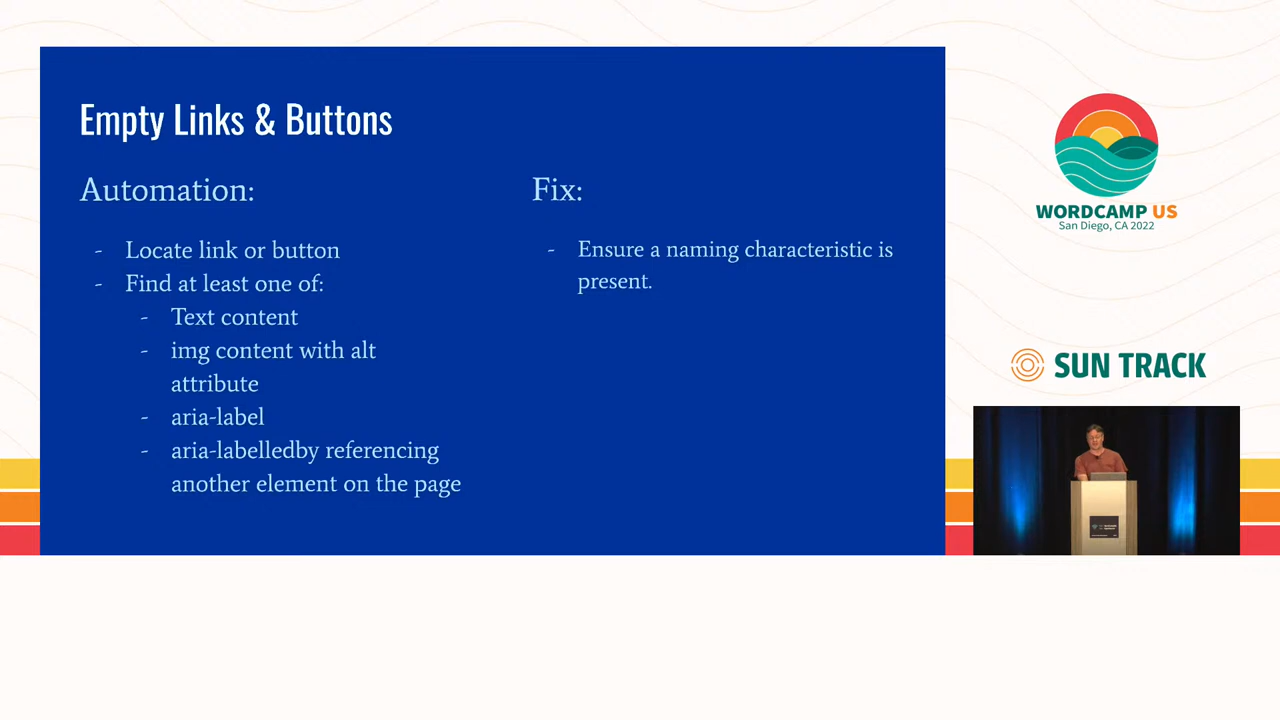 Empty Links & Buttons
Automation:
- Locate link or button
- Find at least one of:
- Text content
- img content with alt
attribute
- aria-label
- aria-labelledby referencing
another element on the page
Fix:
- Ensure a naming characteristic is
present.
WORDCAMP US
San Diego, CA 2022
SUN TRACK